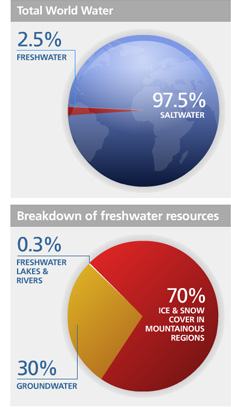 Total World Water
2.5%
FRESHWATER
97.5%
SALTWATER
Breakdown of freshwater resources
0.3%
FRESHWATER
LAKES &
RIVERS
70%
ICE & SNOW
COVER IN
MOUNTAINOUS
REGIONS
30%
GROUNDWATER